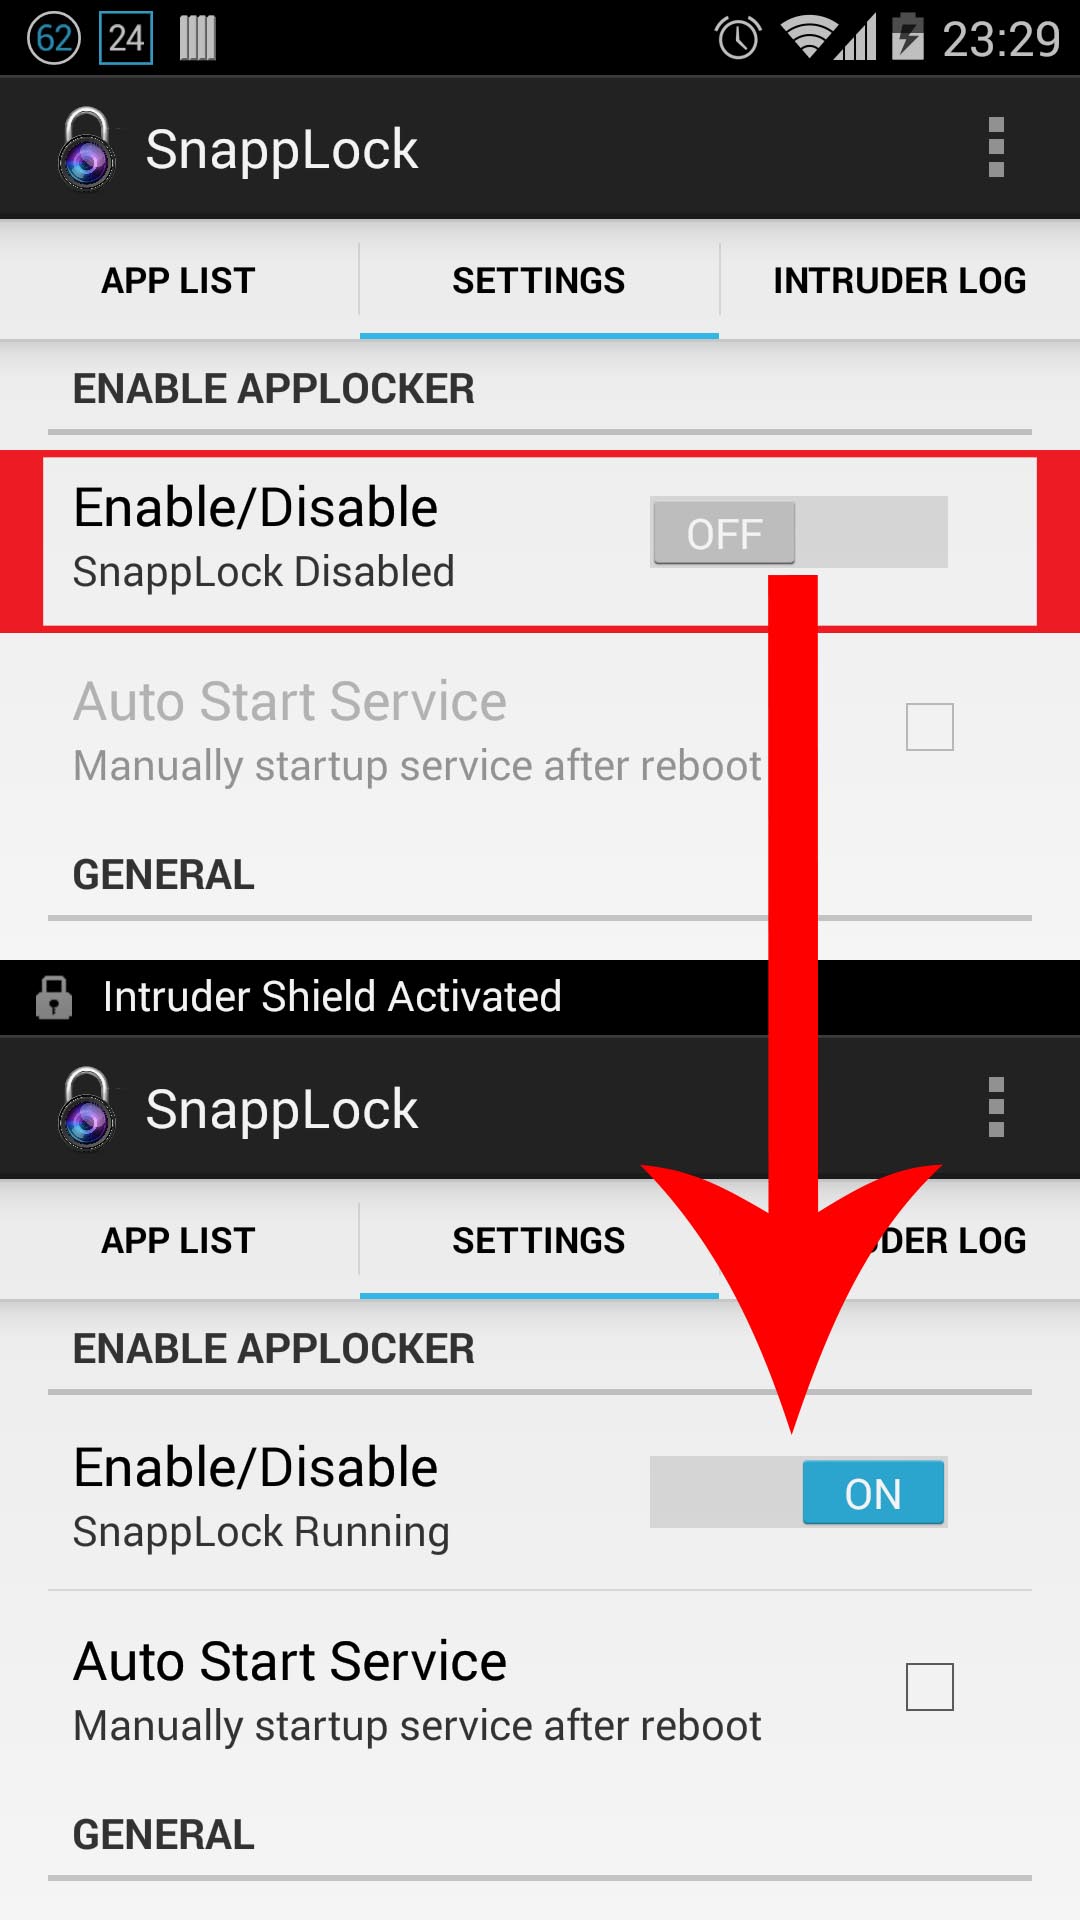 62 24 23:29
SnappLock
APP LIST SETTINGS INTRUDER LOG
ENABLE APPLOCKER
Enable/Disable
OFF
SnappLock Disabled
Auto Start Service
Manually startup service after reboot
GENERAL
Intruder Shield Activated
SnappLock
APP LIST SETTINGS DER LOG
ENABLE APPLOCKER
Enable/Disable
ON
SnappLock Running
Auto Start Service
Manually startup service after reboot
GENERAL